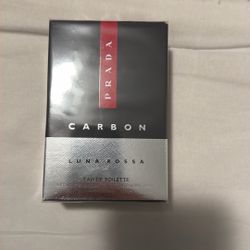 PRADA
CARBON
LUNA ROSSA
EAU DE TOILETTE